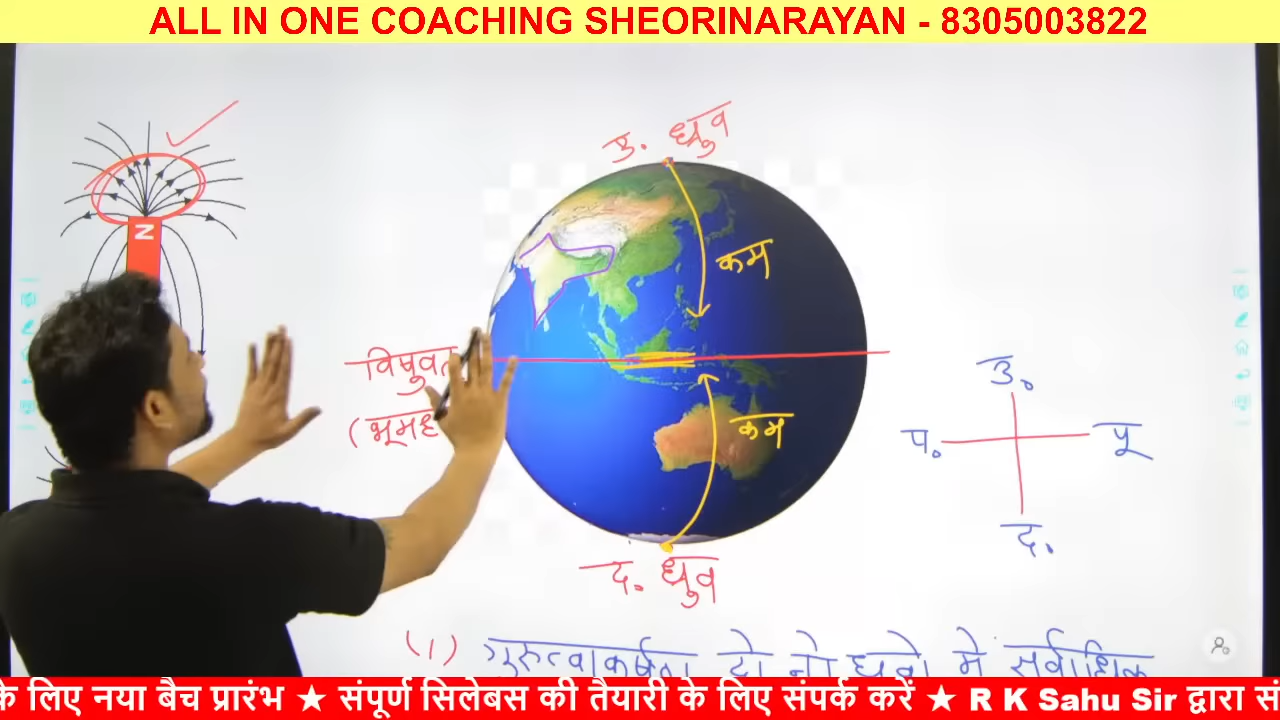 ALL IN ONE COACHING SHEORINARAYAN - 8305003822
उ. ध्रुव
N
कम
विषुवत
(भूमध
कम
उ.
प.
पू
द.
द. ध्रुव
(1) गुरुत्वाकर्षण दोनो ध्रुवो मे सर्वाधिक
के लिए नया बैच प्रारंभ ★ संपूर्ण सिलेबस की तैयारी के लिए संपर्क करें ★ R K Sahu Sir द्वारा सं